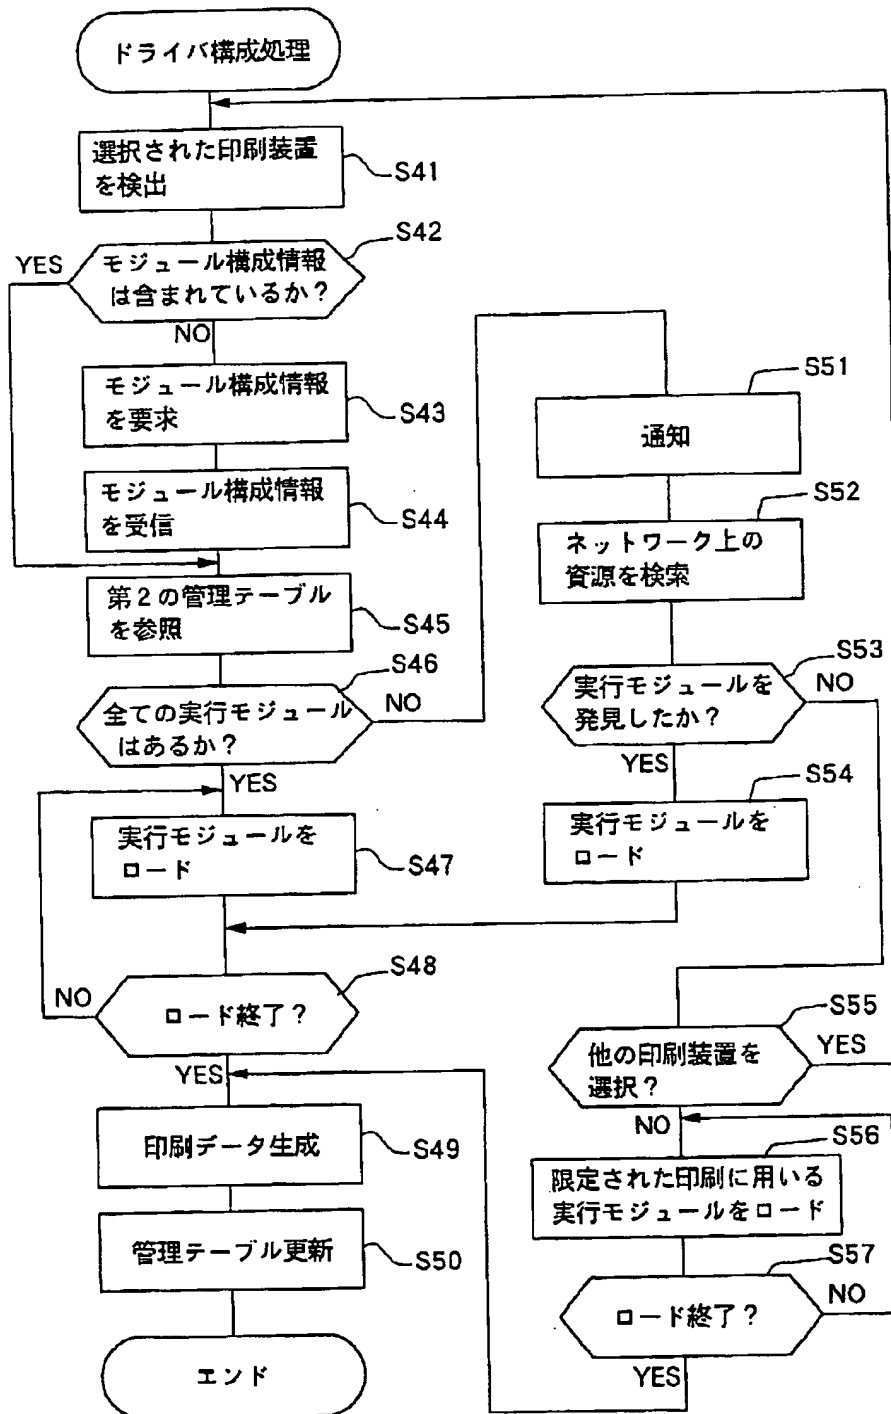 ドライバ構成処理
選択された印刷装置
を検出
S41
S42
YES
モジュール構成情報
は含まれているか?
NO
モジュール構成情報
を要求
S43
モジュール構成情報
を受信
S44
第2の管理テーブル
を参照
S45
S46
全ての実行モジュール
はあるか?
NO
YES
実行モジュールを
ロード
S47
S48
NO
ロード終了?
YES
印刷データ生成
S49
管理テーブル更新
S50
エンド
S51
通知
S52
ネットワーク上の
資源を検索
S53
実行モジュールを
発見したか?
NO
YES
S54
実行モジュールを
ロード
S55
他の印刷装置を
選択?
YES
NO
S56
限定された印刷に用いる
実行モジュールをロード
S57
ロード終了?
NO
YES